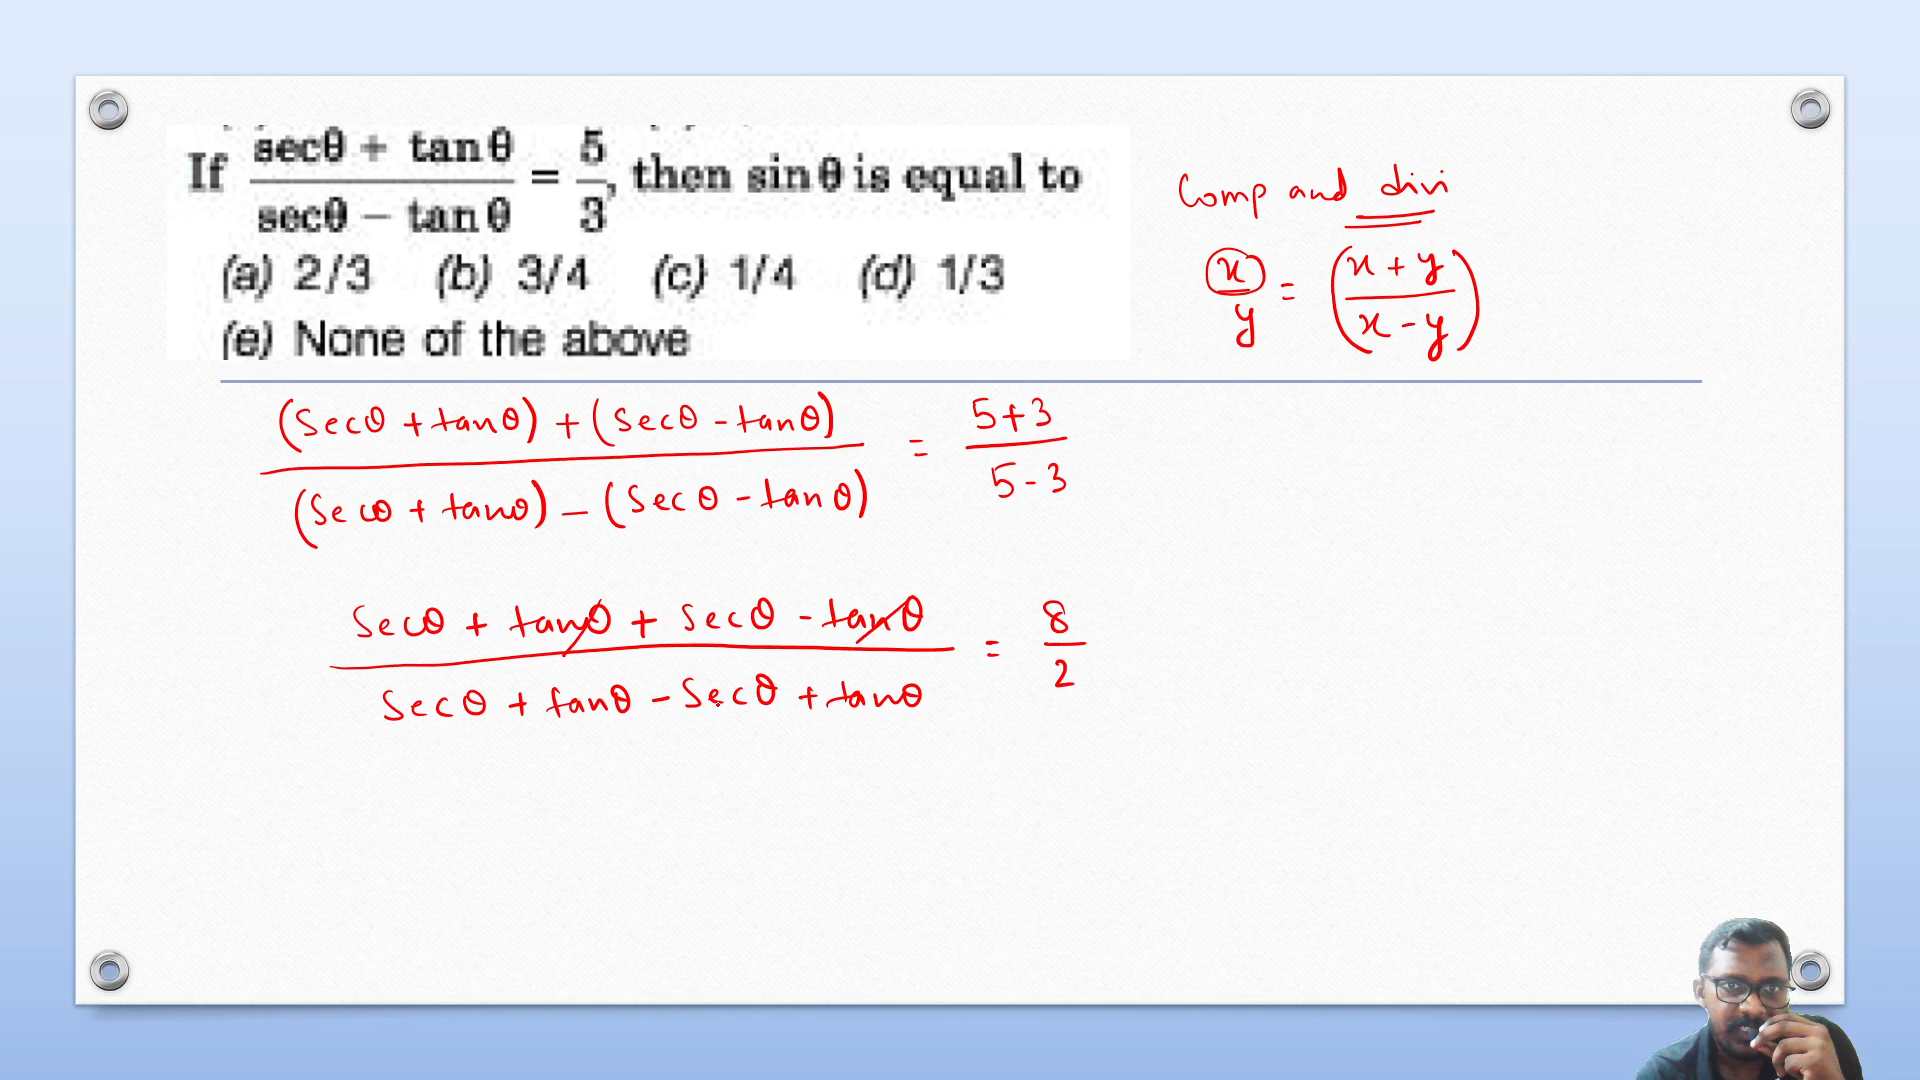 If (secθ + tanθ)/(secθ − tanθ) = 5/3, then sinθ is equal to
(a) 2/3 (b) 3/4 (c) 1/4 (d) 1/3
(e) None of the above
Comp and divi
x/y = ((x + y)/(x - y))
((Secθ + tanθ) + (Secθ - tanθ))/((Secθ + tanθ) - (Secθ - tanθ)) = (5+3)/(5-3)
(Secθ + tanθ + Secθ - tanθ)/(Secθ + tanθ - Secθ + tanθ) = 8/2